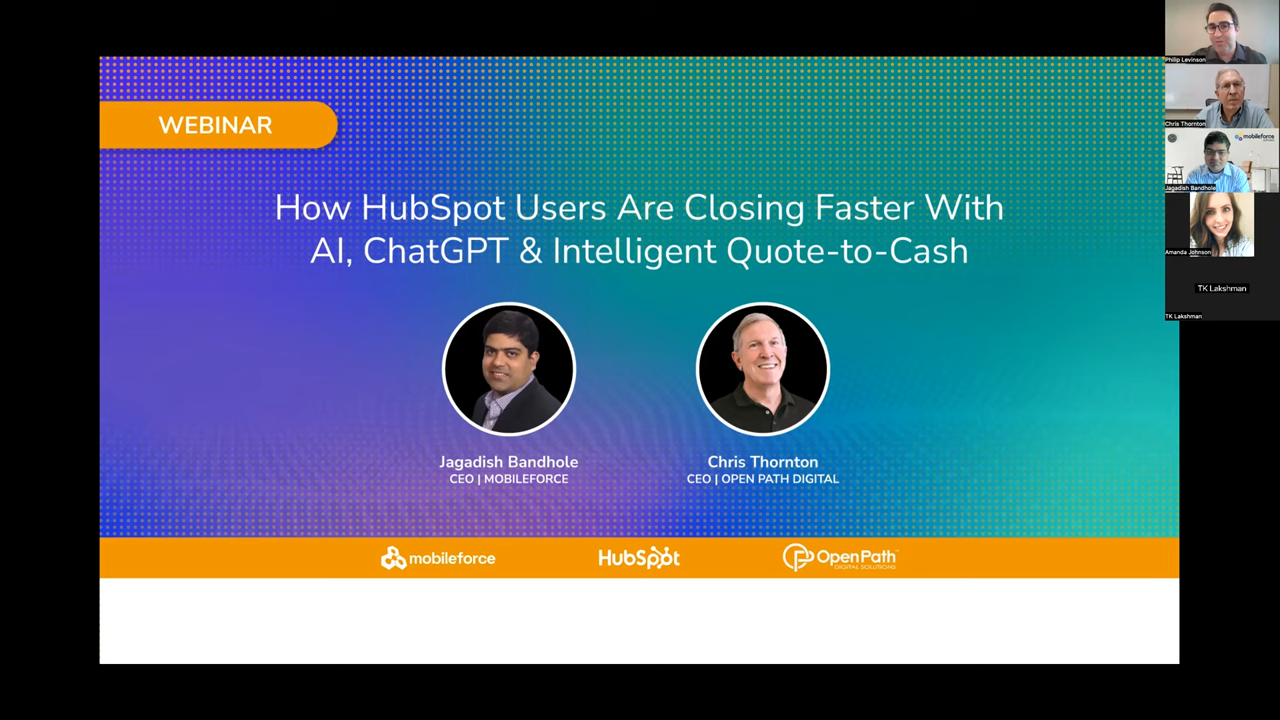 WEBINAR
How HubSpot Users Are Closing Faster With
AI, ChatGPT & Intelligent Quote-to-Cash
Jagadish Bandhole
CEO | MOBILEFORCE
Chris Thornton
CEO | OPEN PATH DIGITAL
mobileforce
HubSpot
OpenPath
DIGITAL SOLUTIONS
Philip Levinson
Chris Thornton
mobileforce
Jagadish Bandhole
Amanda Johnson
TK Lakshman
TK Lakshman